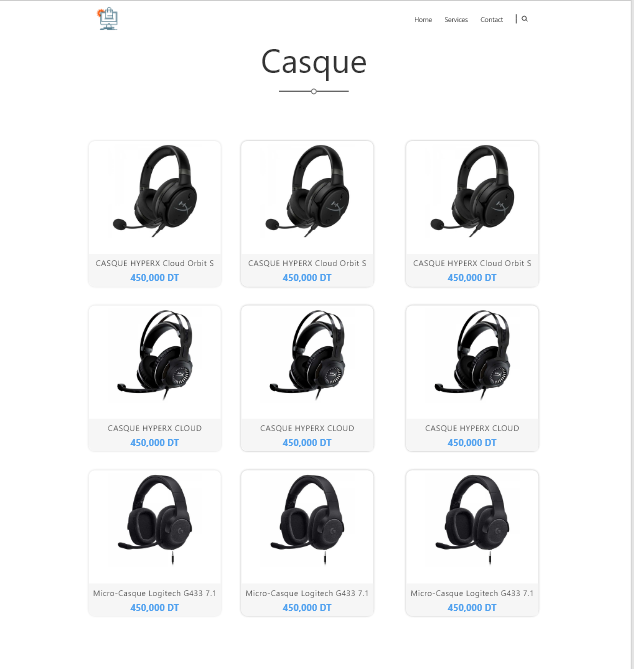 Home Services Contact
Casque
CASQUE HYPERX Cloud Orbit S CASQUE HYPERX Cloud Orbit S CASQUE HYPERX Cloud Orbit S
450,000 DT 450,000 DT 450,000 DT
CASQUE HYPERX CLOUD CASQUE HYPERX CLOUD CASQUE HYPERX CLOUD
450,000 DT 450,000 DT 450,000 DT
Micro-Casque Logitech G433 7.1 Micro-Casque Logitech G433 7.1 Micro-Casque Logitech G433 7.1
450,000 DT 450,000 DT 450,000 DT